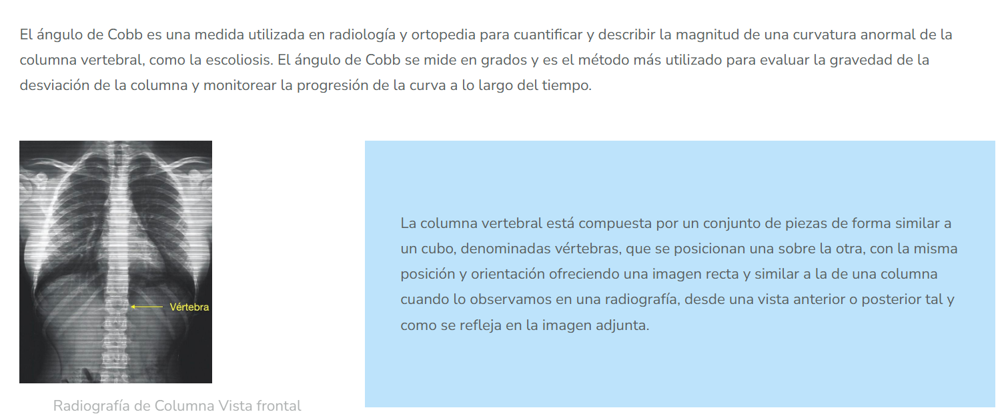 El ángulo de Cobb es una medida utilizada en radiología y ortopedia para cuantificar y describir la magnitud de una curvatura anormal de la
columna vertebral, como la escoliosis. El ángulo de Cobb se mide en grados y es el método más utilizado para evaluar la gravedad de la
desviación de la columna y monitorear la progresión de la curva a lo largo del tiempo.
Vértebra
Radiografía de Columna Vista frontal
La columna vertebral está compuesta por un conjunto de piezas de forma similar a
un cubo, denominadas vértebras, que se posicionan una sobre la otra, con la misma
posición y orientación ofreciendo una imagen recta y similar a la de una columna
cuando lo observamos en una radiografía, desde una vista anterior o posterior tal y
como se refleja en la imagen adjunta.